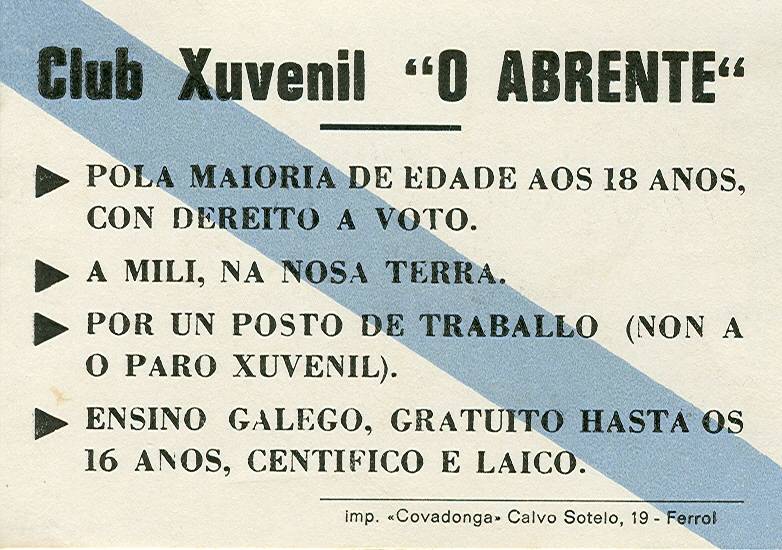 Club Xuvenil “O ABRENTE“
POLA MAIORIA DE EDADE AOS 18 ANOS,
CON DEREITO A VOTO.
A MILI, NA NOSA TERRA.
POR UN POSTO DE TRABALLO (NON A
O PARO XUVENIL).
ENSINO GALEGO, GRATUITO HASTA OS
16 ANOS, CENTIFICO E LAICO.
imp. «Covadonga» Calvo Sotelo, 19 - Ferrol